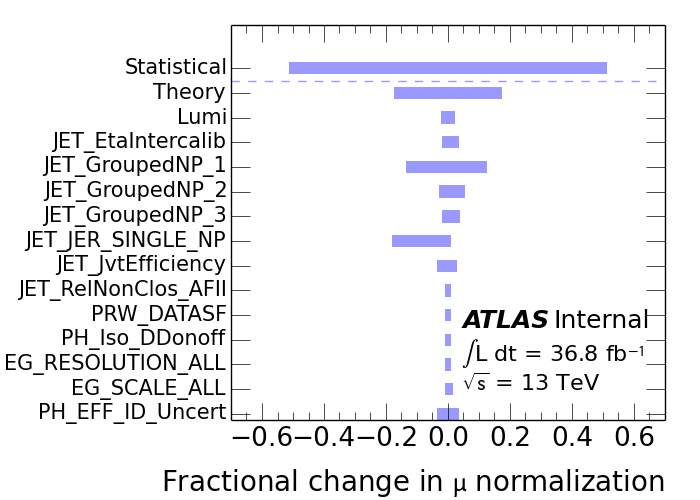 Statistical
Theory
Lumi
JET_EtaIntercalib
JET_GroupedNP_1
JET_GroupedNP_2
JET_GroupedNP_3
JET_JER_SINGLE_NP
JET_JvtEfficiency
JET_RelNonClos_AFII
PRW_DATASF
PH_Iso_DDonoff
EG_RESOLUTION_ALL
EG_SCALE_ALL
PH_EFF_ID_Uncert
ATLAS Internal
∫L dt = 36.8 fb⁻¹
√s = 13 TeV
−0.6 −0.4 −0.2 0.0 0.2 0.4 0.6
Fractional change in μ normalization